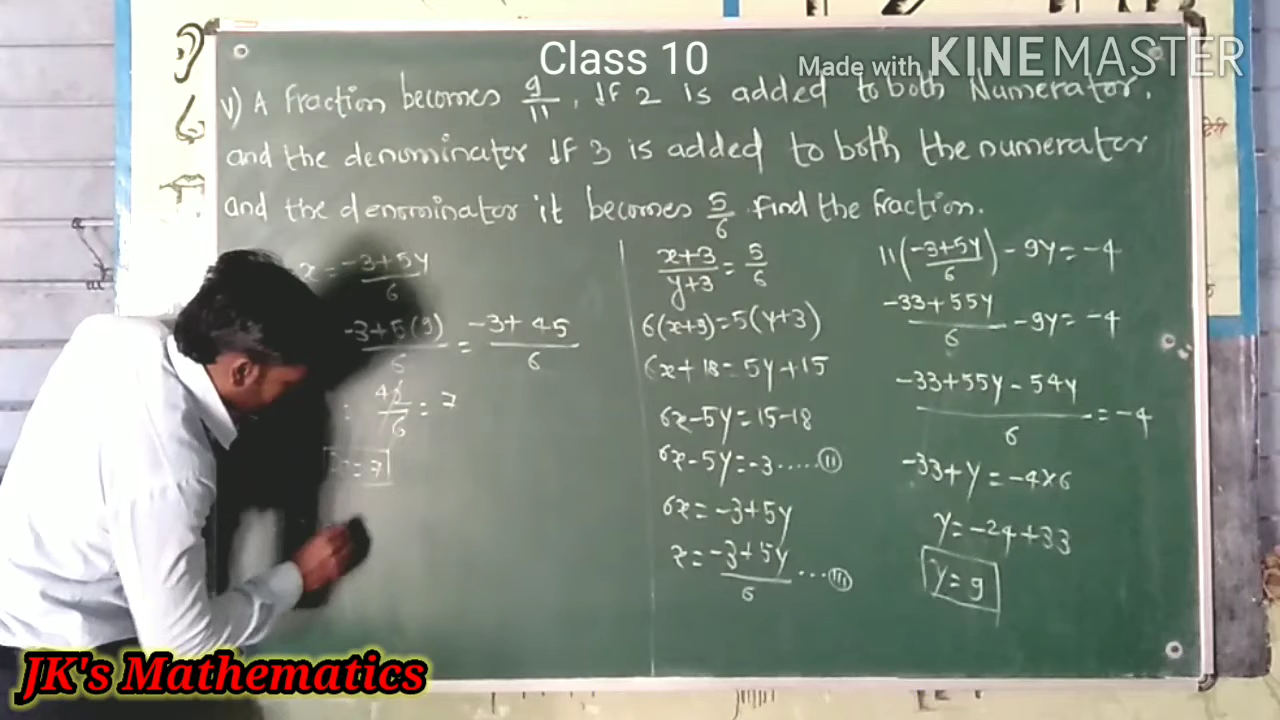 Class 10
Made with KINEMASTER
v) A fraction becomes 9/11, If 2 is added to both Numerator.
and the denominator If 3 is added to both the numerator
and the denominator it becomes 5/6 find the fraction.
x = -3+5y/6
-3+5(9)/6 = -3+45/6
= 42/6 = 7
= 7
x+3/y+3 = 5/6
6(x+9)=5(y+3)
6x+18=5y+15
6x-5y=15-18
6x-5y=-3.....(II)
6x=-3+5y
x=-3+5y/6 ...(III)
11(-3+5y/6)-9y=-4
-33+55y/6 -9y=-4
-33+55y-54y/6 =-4
-33+y=-4×6
y=-24+33
y=9
JK's Mathematics